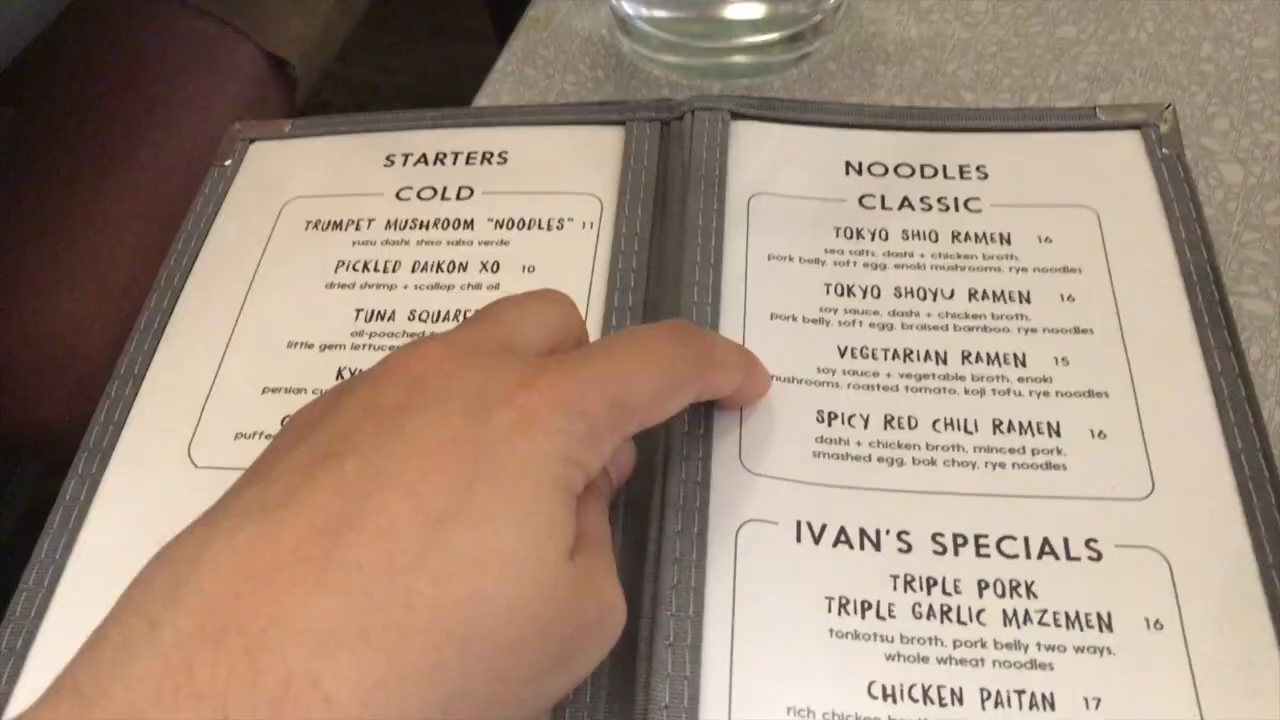 STARTERS
COLD
TRUMPET MUSHROOM "NOODLES" 11
yuzu dashi, shiso salsa verde
PICKLED DAIKON XO 10
dried shrimp + scallop chili oil
TUNA
oil-poached
little gem
persian
NOODLES
CLASSIC
TOKYO SHIO RAMEN 16
sea salts, dashi + chicken broth,
pork belly, soft egg, enoki mushrooms, rye noodles
TOKYO SHOYU RAMEN 16
soy sauce, dashi + chicken broth,
pork belly, soft egg, braised bamboo, rye noodles
VEGETARIAN RAMEN 15
soy sauce + vegetable broth, enoki
mushrooms, roasted tomato, koji tofu, rye noodles
SPICY RED CHILI RAMEN 16
dashi + chicken broth, minced pork,
smashed egg, bok choy, rye noodles
IVAN'S SPECIALS
TRIPLE PORK
TRIPLE GARLIC MAZEMEN 16
tonkotsu broth, pork belly two ways,
whole wheat noodles
CHICKEN PAITAN 17
rich chicken